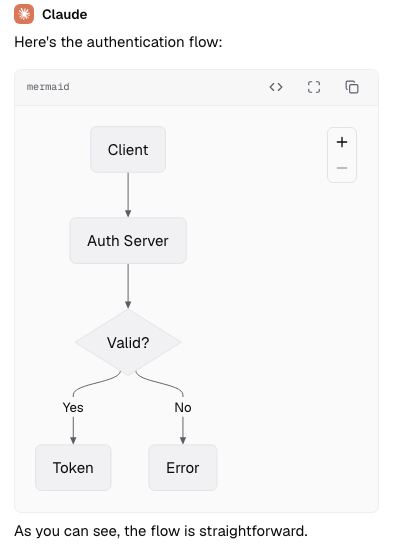 Claude
Here's the authentication flow:
mermaid
Client
Auth Server
Valid?
Yes No
Token Error
As you can see, the flow is straightforward.